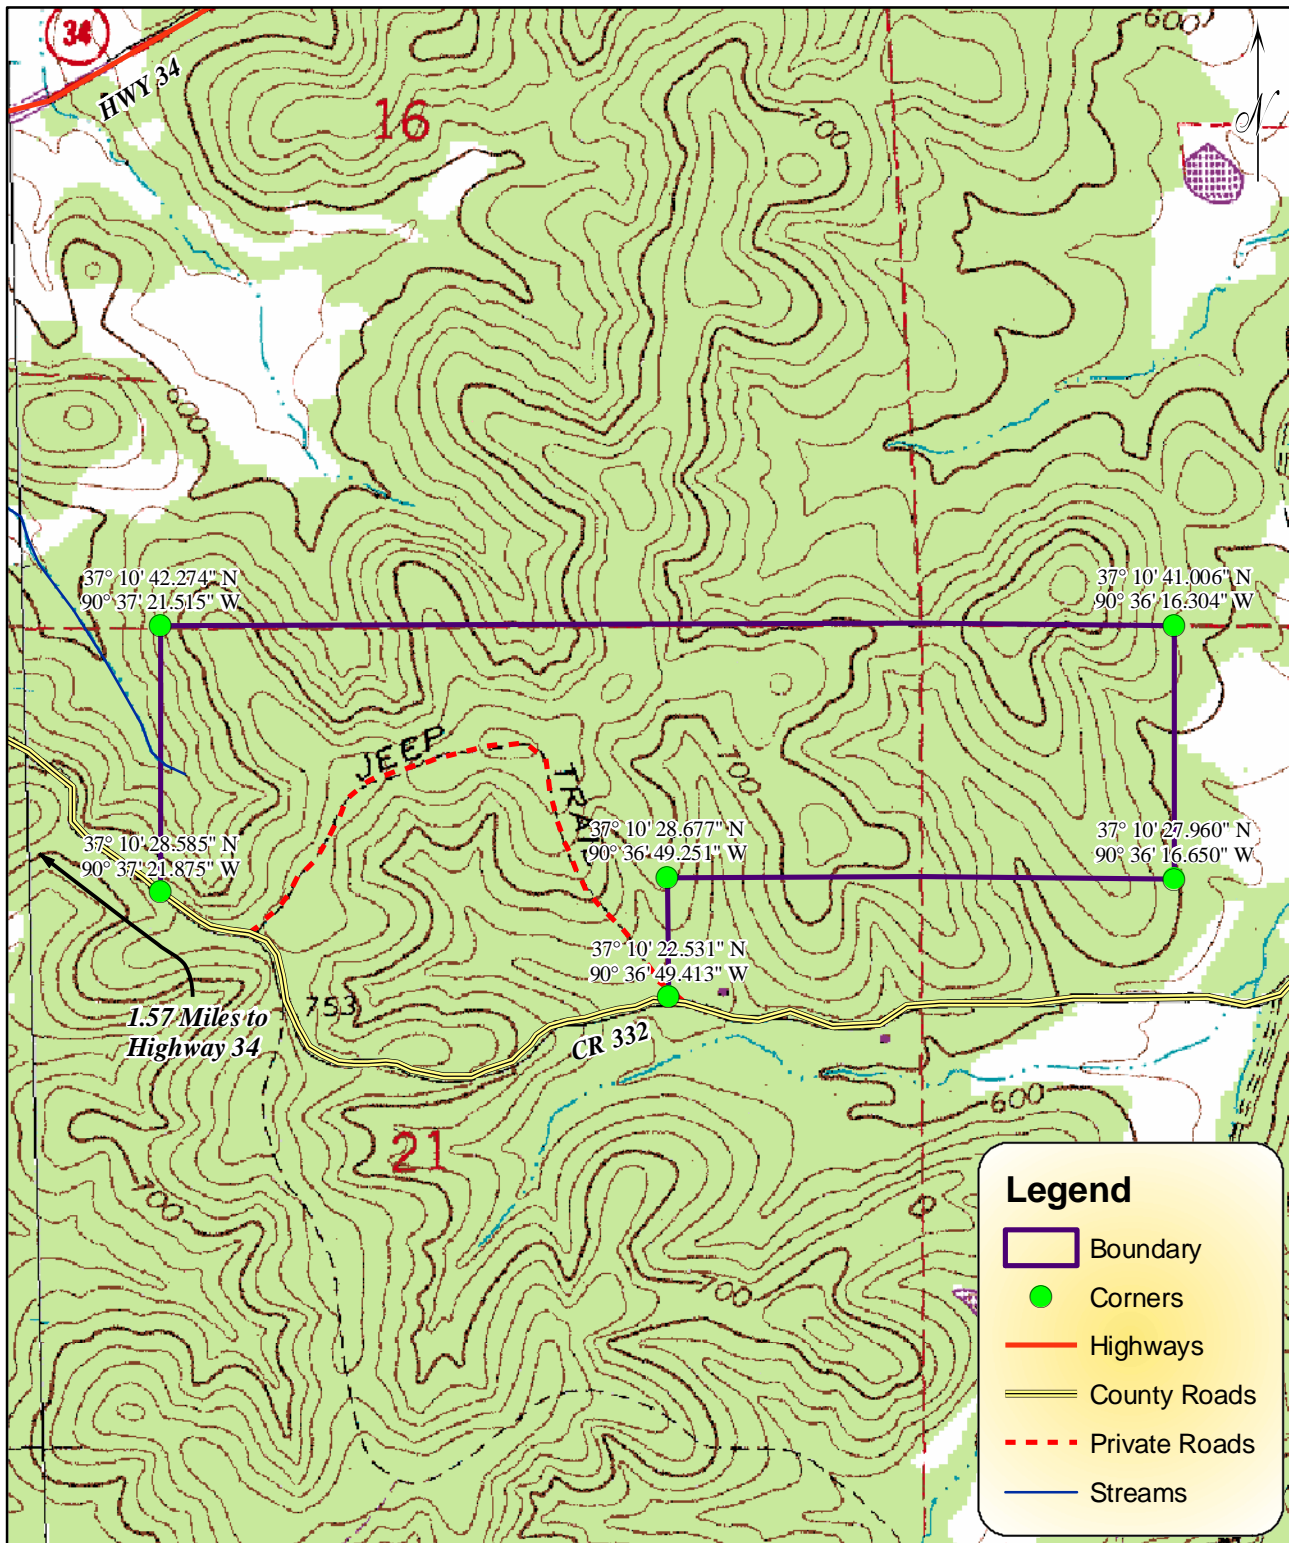 34
HWY 34
16
600
700
600
37° 10' 42.274" N
90° 37' 21.515" W
37° 10' 41.006" N
90° 36' 16.304" W
JEEP
TRAIL
700
37° 10' 28.585" N
90° 37' 21.875" W
37° 10' 28.677" N
90° 36' 49.251" W
37° 10' 27.960" N
90° 36' 16.650" W
37° 10' 22.531" N
90° 36' 49.413" W
753
1.57 Miles to
Highway 34
CR 332
600
21
700
700
N
Legend
Boundary
Corners
Highways
County Roads
Private Roads
Streams